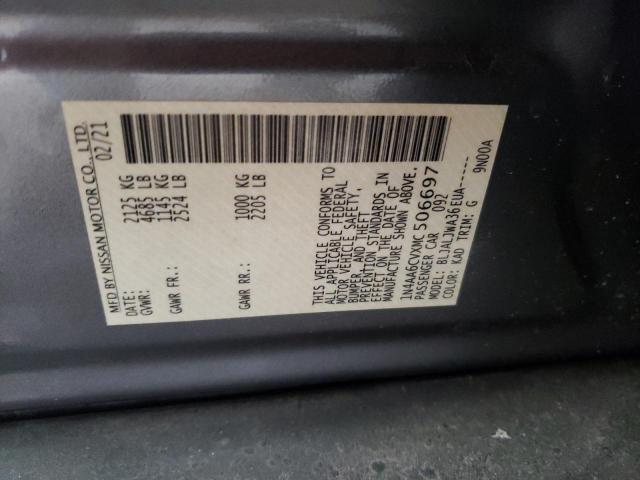 MFD BY NISSAN MOTOR CO., LTD.
DATE: 02/21
GVWR: 2125 KG
4685 LB
GAWR FR: 1145 KG
2524 LB
GAWR RR: 1000 KG
2205 LB
THIS VEHICLE CONFORMS TO
ALL APPLICABLE FEDERAL
MOTOR VEHICLE SAFETY,
BUMPER, AND THEFT
PREVENTION STANDARDS IN
EFFECT ON THE DATE OF
MANUFACTURE SHOWN ABOVE.
1N4AA6CVXMC506697
PASSENGER CAR 092
MODEL: BLJALJWA36EUA-----
COLOR: KAD TRIM: G 9N00A